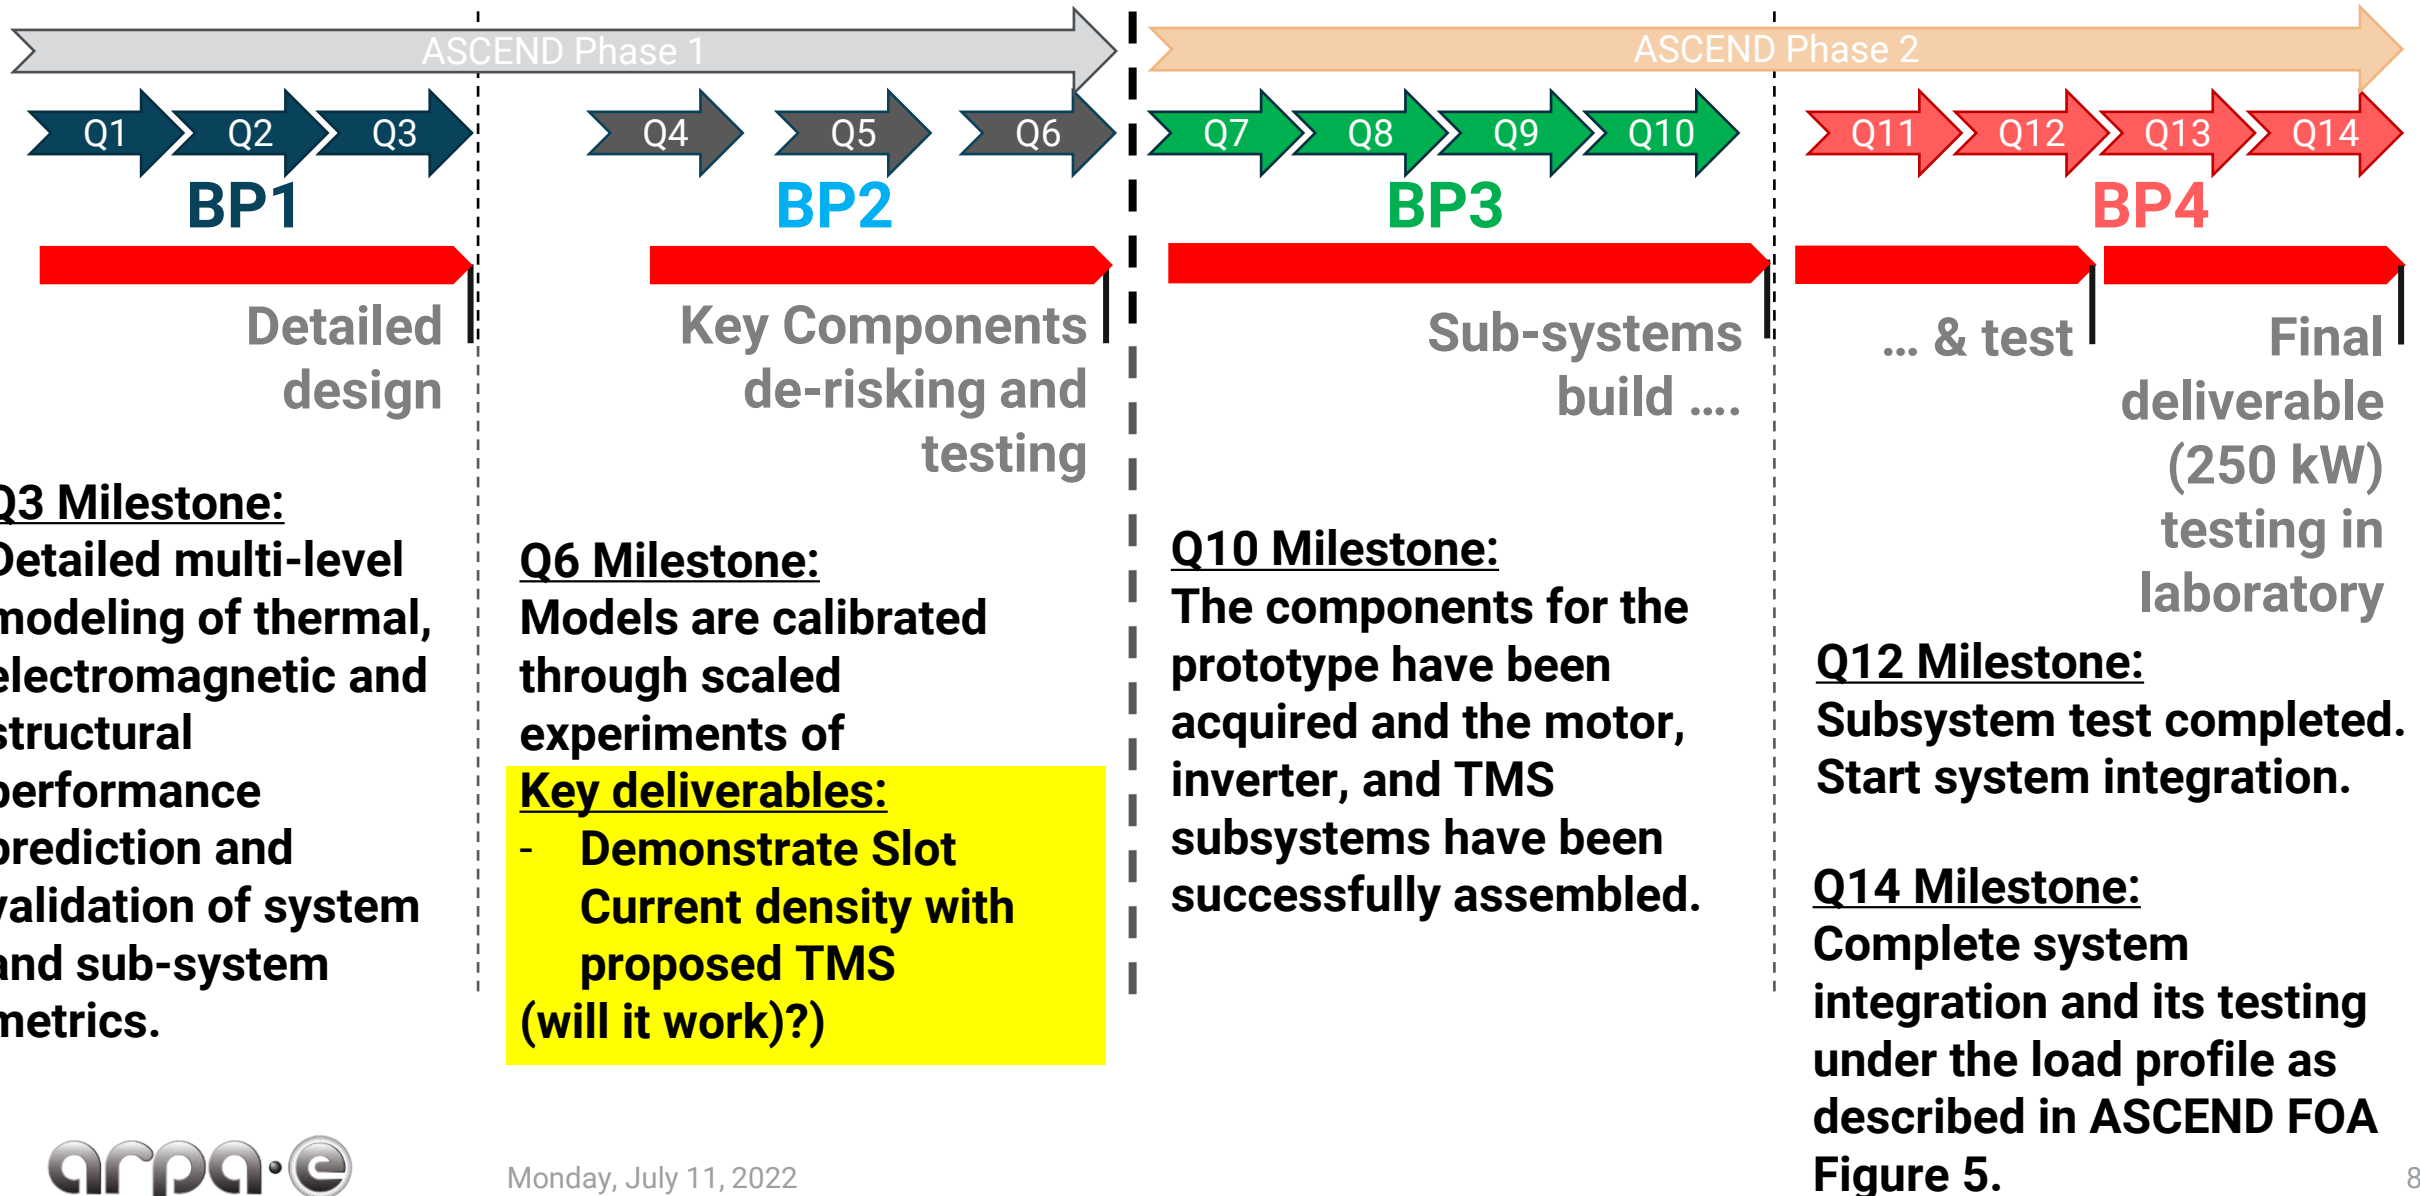 ASCEND Phase 1
ASCEND Phase 2
Q1
Q2
Q3
Q4
Q5
Q6
Q7
Q8
Q9
Q10
Q11
Q12
Q13
Q14
BP1
BP2
BP3
BP4
Detailed
design
Key Components
de-risking and
testing
Sub-systems
build ....
... & test
Final
deliverable
(250 kW)
testing in
laboratory
Q3 Milestone:
Detailed multi-level
modeling of thermal,
electromagnetic and
structural
performance
prediction and
validation of system
and sub-system
metrics.
Q6 Milestone:
Models are calibrated
through scaled
experiments of
Key deliverables:
- Demonstrate Slot
Current density with
proposed TMS
(will it work)?)
Q10 Milestone:
The components for the
prototype have been
acquired and the motor,
inverter, and TMS
subsystems have been
successfully assembled.
Q12 Milestone:
Subsystem test completed.
Start system integration.
Q14 Milestone:
Complete system
integration and its testing
under the load profile as
described in ASCEND FOA
Figure 5.
arpa·e
Monday, July 11, 2022
8